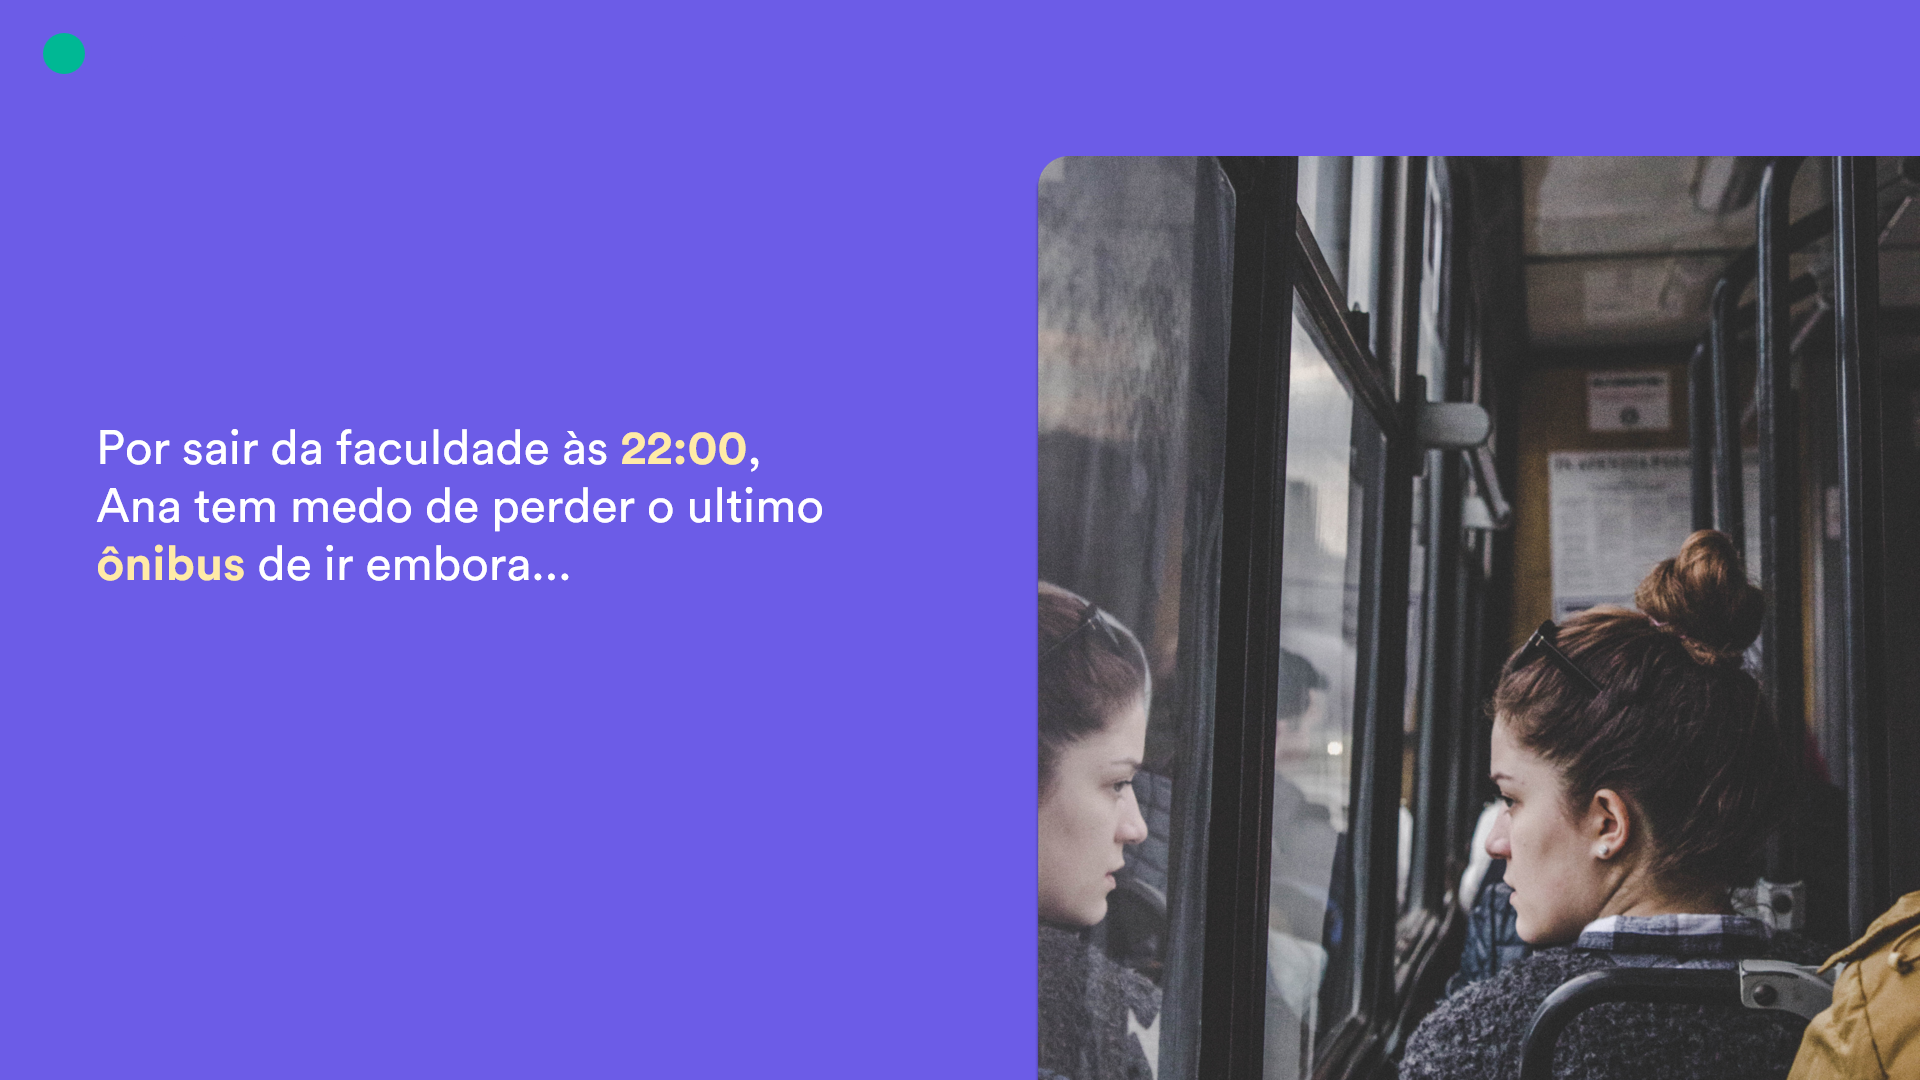 Por sair da faculdade às 22:00,
Ana tem medo de perder o ultimo
ônibus de ir embora...